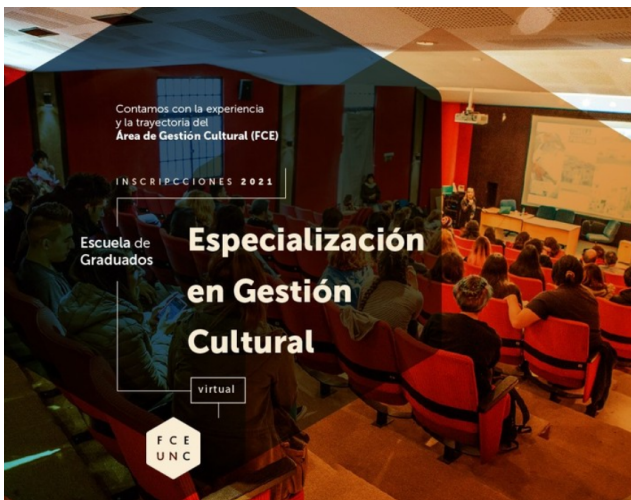 Contamos con la experiencia
y la trayectoria del
Área de Gestión Cultural (FCE)
INSCRIPCCIONES 2021
Escuela de
Graduados
Especialización
en Gestión
Cultural
virtual
FCE
UNC